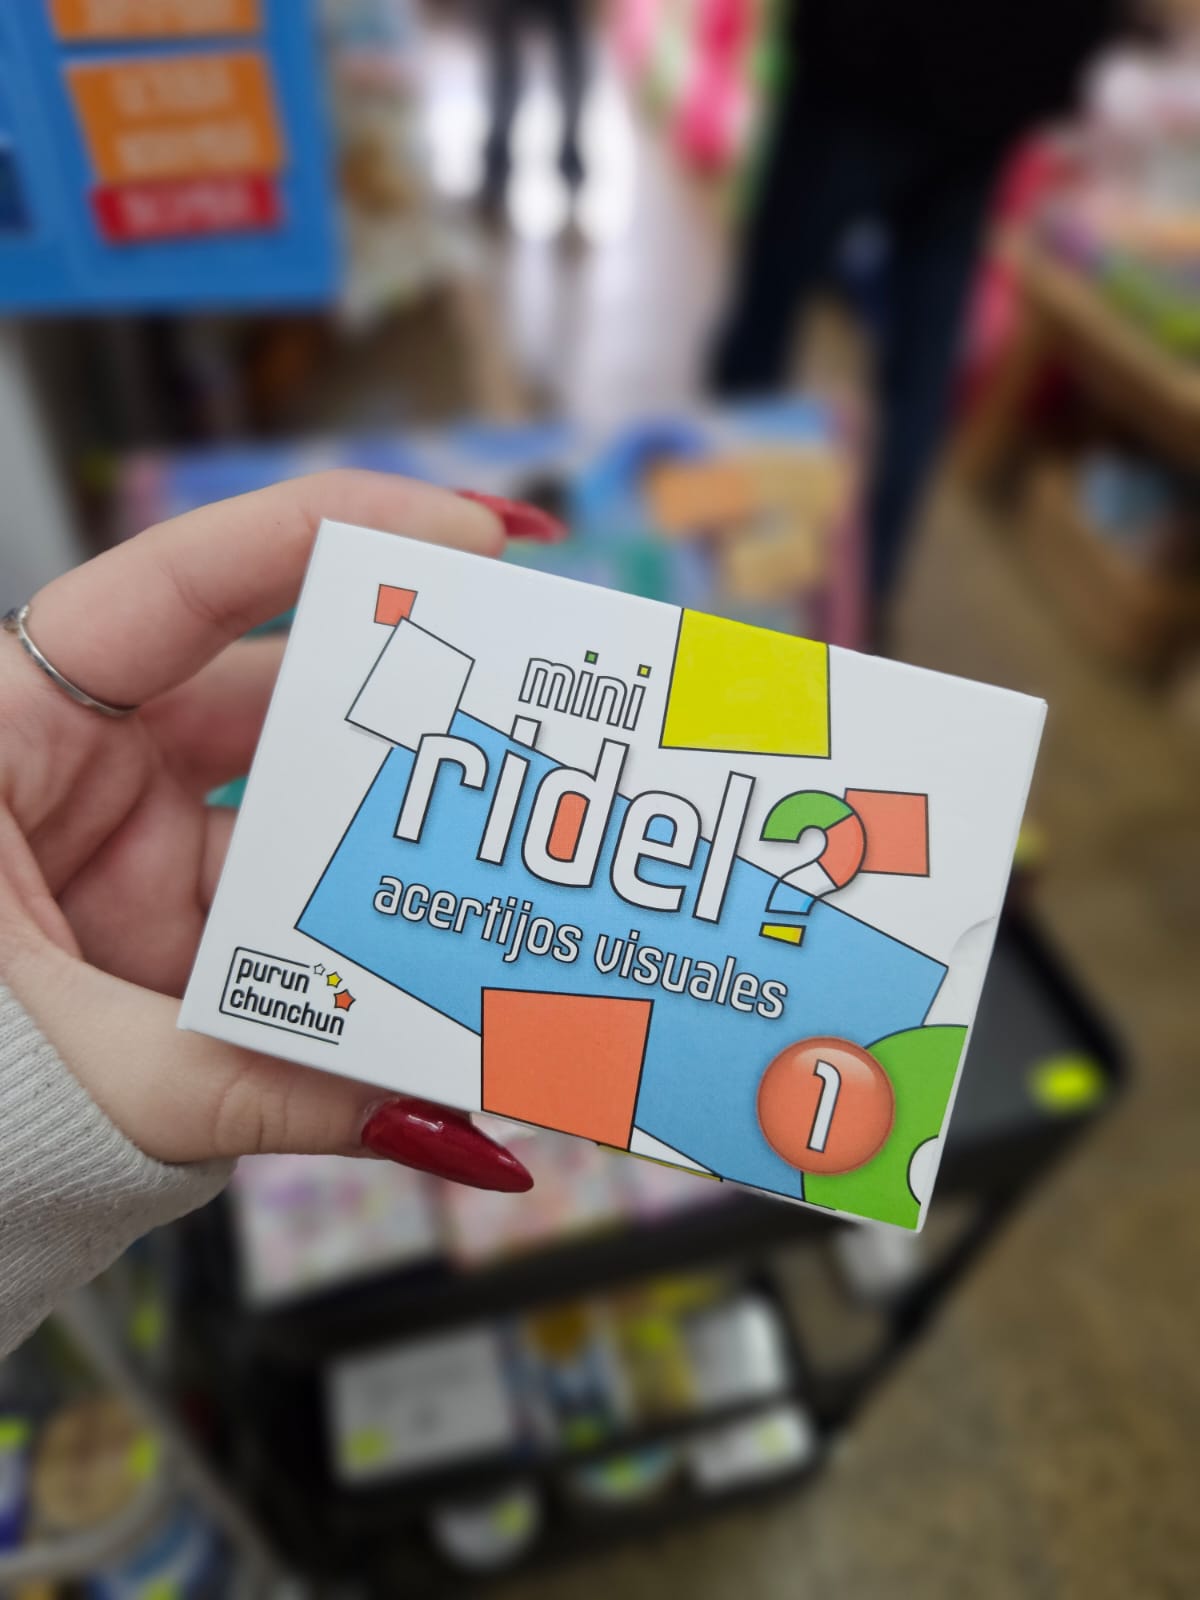 mini
ridel?
acertijos visuales
purun
chunchun
1